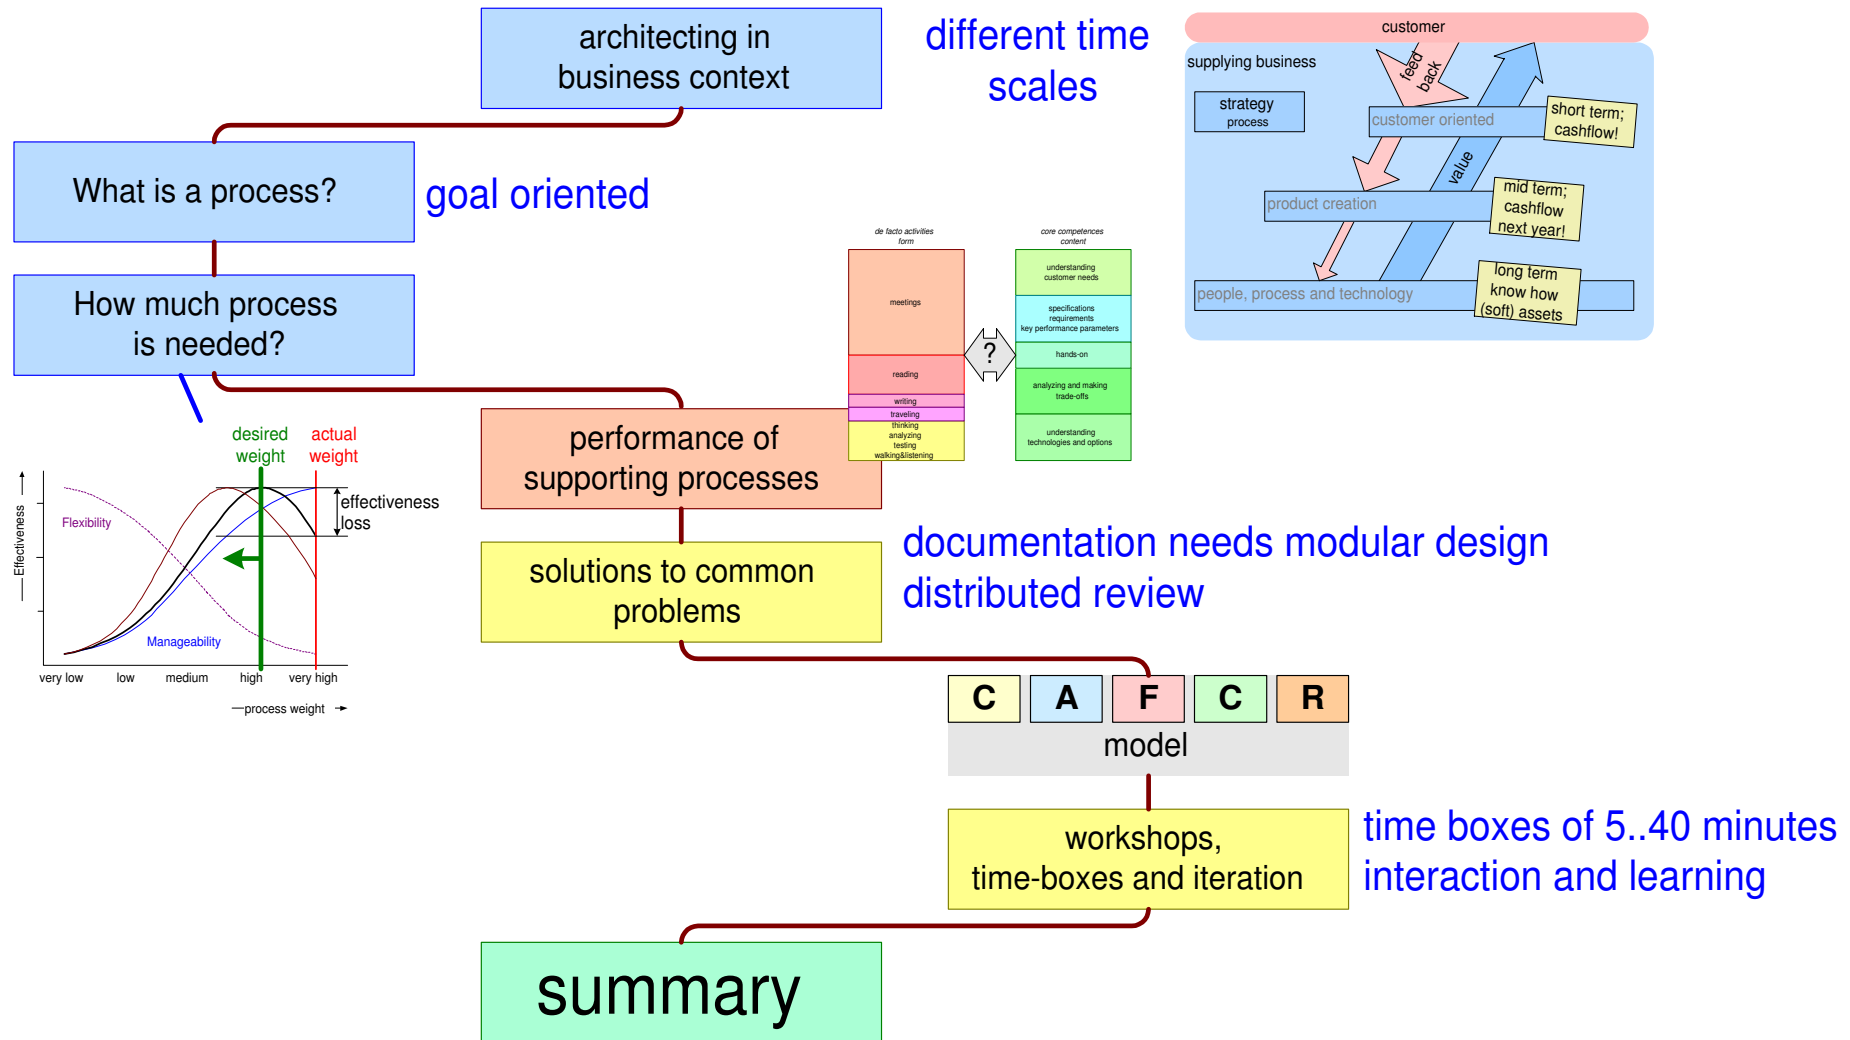 architecting in
business context
different time
scales
customer
supplying business
feed
back
strategy
process
customer oriented
short term;
cashflow!
value
product creation
mid term;
cashflow
next year!
people, process and technology
long term
know how
(soft) assets
What is a process?
goal oriented
How much process
is needed?
de facto activities
form
meetings
reading
writing
traveling
thinking
analyzing
testing
walking&listening
?
core competences
content
understanding
customer needs
specifications
requirements
key performance parameters
hands-on
analyzing and making
trade-offs
understanding
technologies and options
performance of
supporting processes
desired
weight
actual
weight
effectiveness
loss
Effectiveness
Flexibility
Manageability
very low
low
medium
high
very high
process weight
solutions to common
problems
documentation needs modular design
distributed review
C A F C R
model
workshops,
time-boxes and iteration
time boxes of 5..40 minutes
interaction and learning
summary